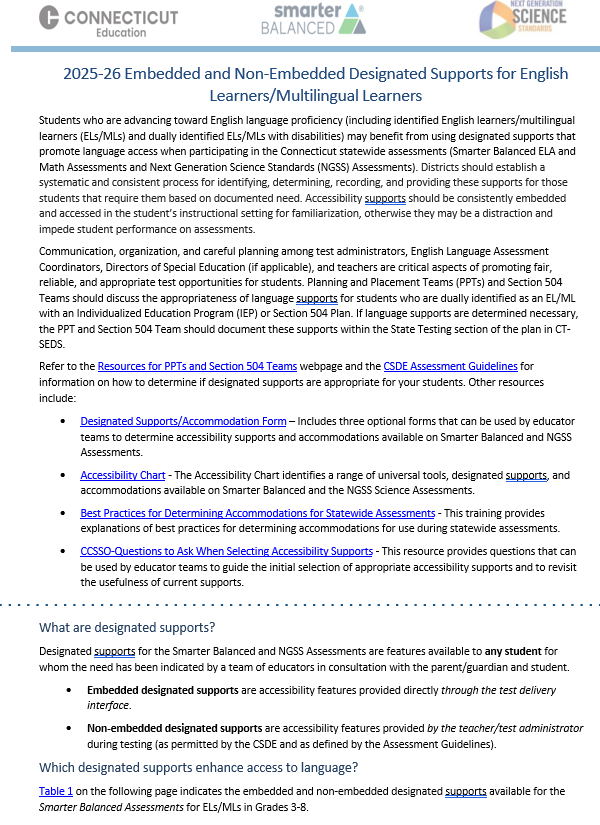 CONNECTICUT
Education
smarter
BALANCED
NEXT GENERATION
SCIENCE
STANDARDS
2025-26 Embedded and Non-Embedded Designated Supports for English
Learners/Multilingual Learners
Students who are advancing toward English language proficiency (including identified English learners/multilingual
learners (ELs/MLs) and dually identified ELs/MLs with disabilities) may benefit from using designated supports that
promote language access when participating in the Connecticut statewide assessments (Smarter Balanced ELA and
Math Assessments and Next Generation Science Standards (NGSS) Assessments). Districts should establish a
systematic and consistent process for identifying, determining, recording, and providing these supports for those
students that require them based on documented need. Accessibility supports should be consistently embedded
and accessed in the student's instructional setting for familiarization, otherwise they may be a distraction and
impede student performance on assessments.
Communication, organization, and careful planning among test administrators, English Language Assessment
Coordinators, Directors of Special Education (if applicable), and teachers are critical aspects of promoting fair,
reliable, and appropriate test opportunities for students. Planning and Placement Teams (PPTs) and Section 504
Teams should discuss the appropriateness of language supports for students who are dually identified as an EL/ML
with an Individualized Education Program (IEP) or Section 504 Plan. If language supports are determined necessary,
the PPT and Section 504 Team should document these supports within the State Testing section of the plan in CT-
SEDS.
Refer to the Resources for PPTs and Section 504 Teams webpage and the CSDE Assessment Guidelines for
information on how to determine if designated supports are appropriate for your students. Other resources
include:
• Designated Supports/Accommodation Form – Includes three optional forms that can be used by educator
teams to determine accessibility supports and accommodations available on Smarter Balanced and NGSS
Assessments.
• Accessibility Chart - The Accessibility Chart identifies a range of universal tools, designated supports, and
accommodations available on Smarter Balanced and the NGSS Science Assessments.
• Best Practices for Determining Accommodations for Statewide Assessments - This training provides
explanations of best practices for determining accommodations for use during statewide assessments.
• CCSSO-Questions to Ask When Selecting Accessibility Supports - This resource provides questions that can
be used by educator teams to guide the initial selection of appropriate accessibility supports and to revisit
the usefulness of current supports.
What are designated supports?
Designated supports for the Smarter Balanced and NGSS Assessments are features available to any student for
whom the need has been indicated by a team of educators in consultation with the parent/guardian and student.
• Embedded designated supports are accessibility features provided directly through the test delivery
interface.
• Non-embedded designated supports are accessibility features provided by the teacher/test administrator
during testing (as permitted by the CSDE and as defined by the Assessment Guidelines).
Which designated supports enhance access to language?
Table 1 on the following page indicates the embedded and non-embedded designated supports available for the
Smarter Balanced Assessments for ELs/MLs in Grades 3-8.